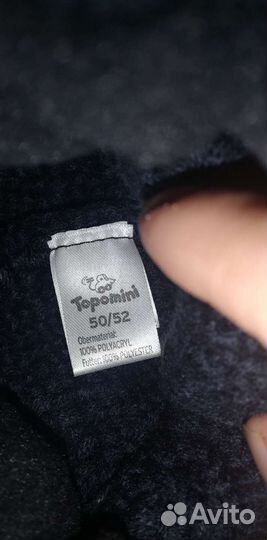 Topomini
50/52
Obermaterial:
100% POLYACRYL
Futter: 100% POLYESTER
Avito